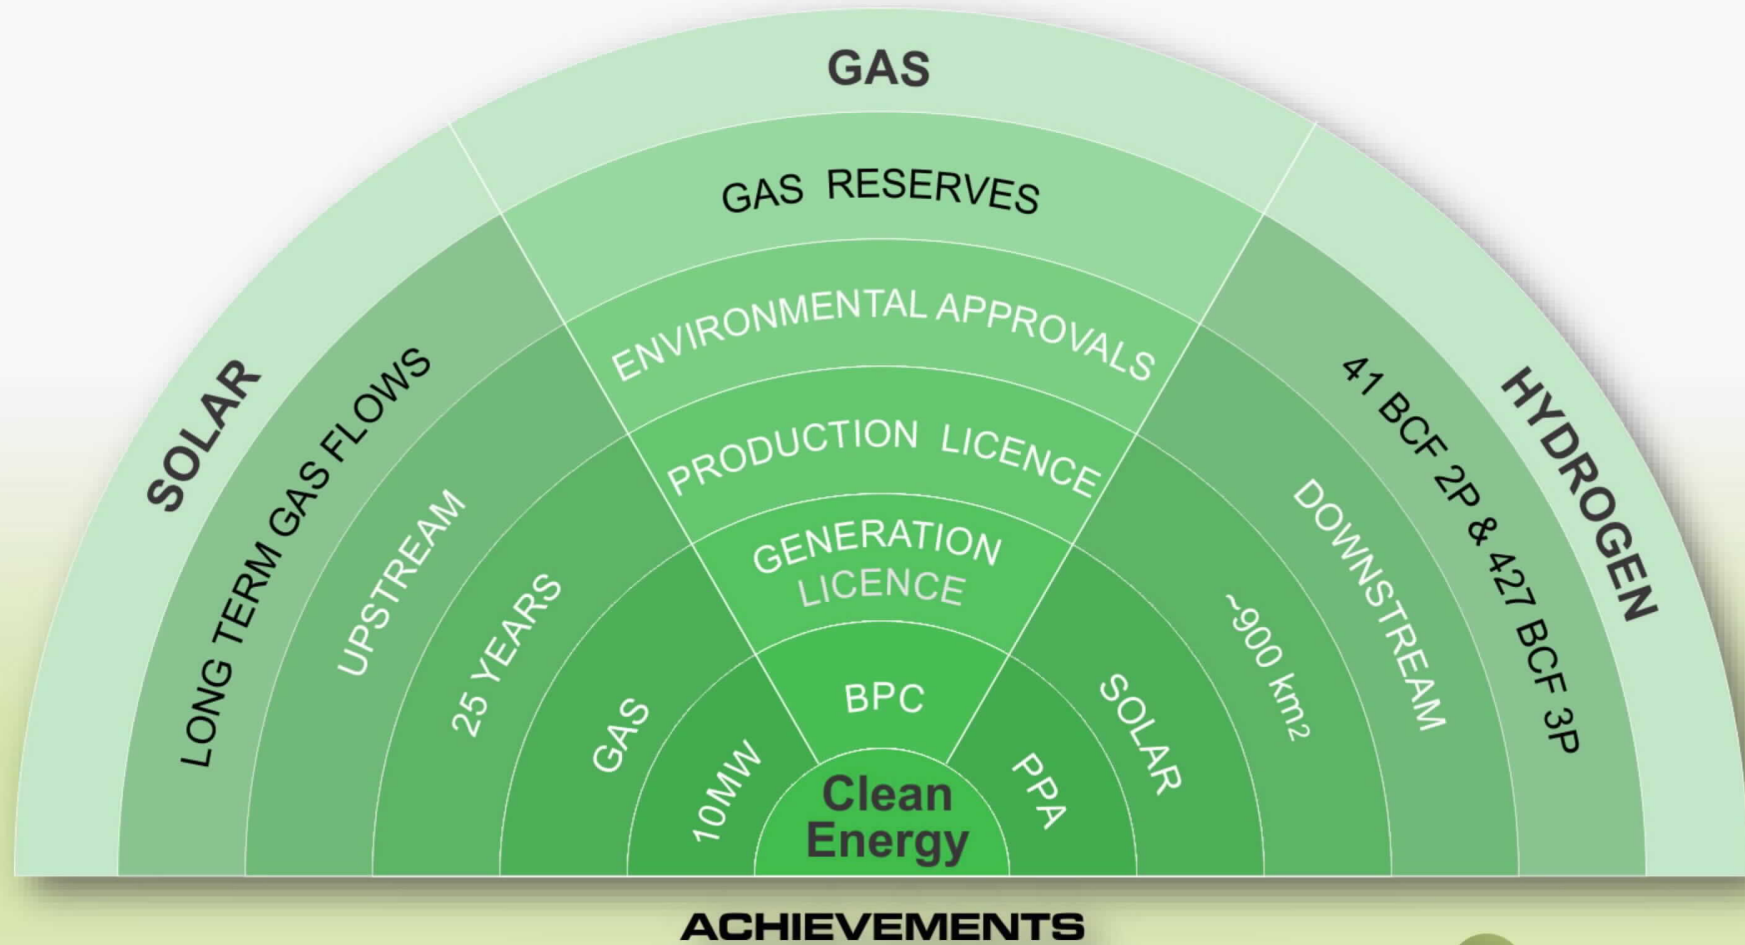 GAS
SOLAR
HYDROGEN
GAS RESERVES
LONG TERM GAS FLOWS
41 BCF 2P & 427 BCF 3P
ENVIRONMENTAL APPROVALS
UPSTREAM
DOWNSTREAM
PRODUCTION LICENCE
25 YEARS
~900 km2
GENERATION
LICENCE
GAS
SOLAR
BPC
10MW
PPA
Clean
Energy
ACHIEVEMENTS